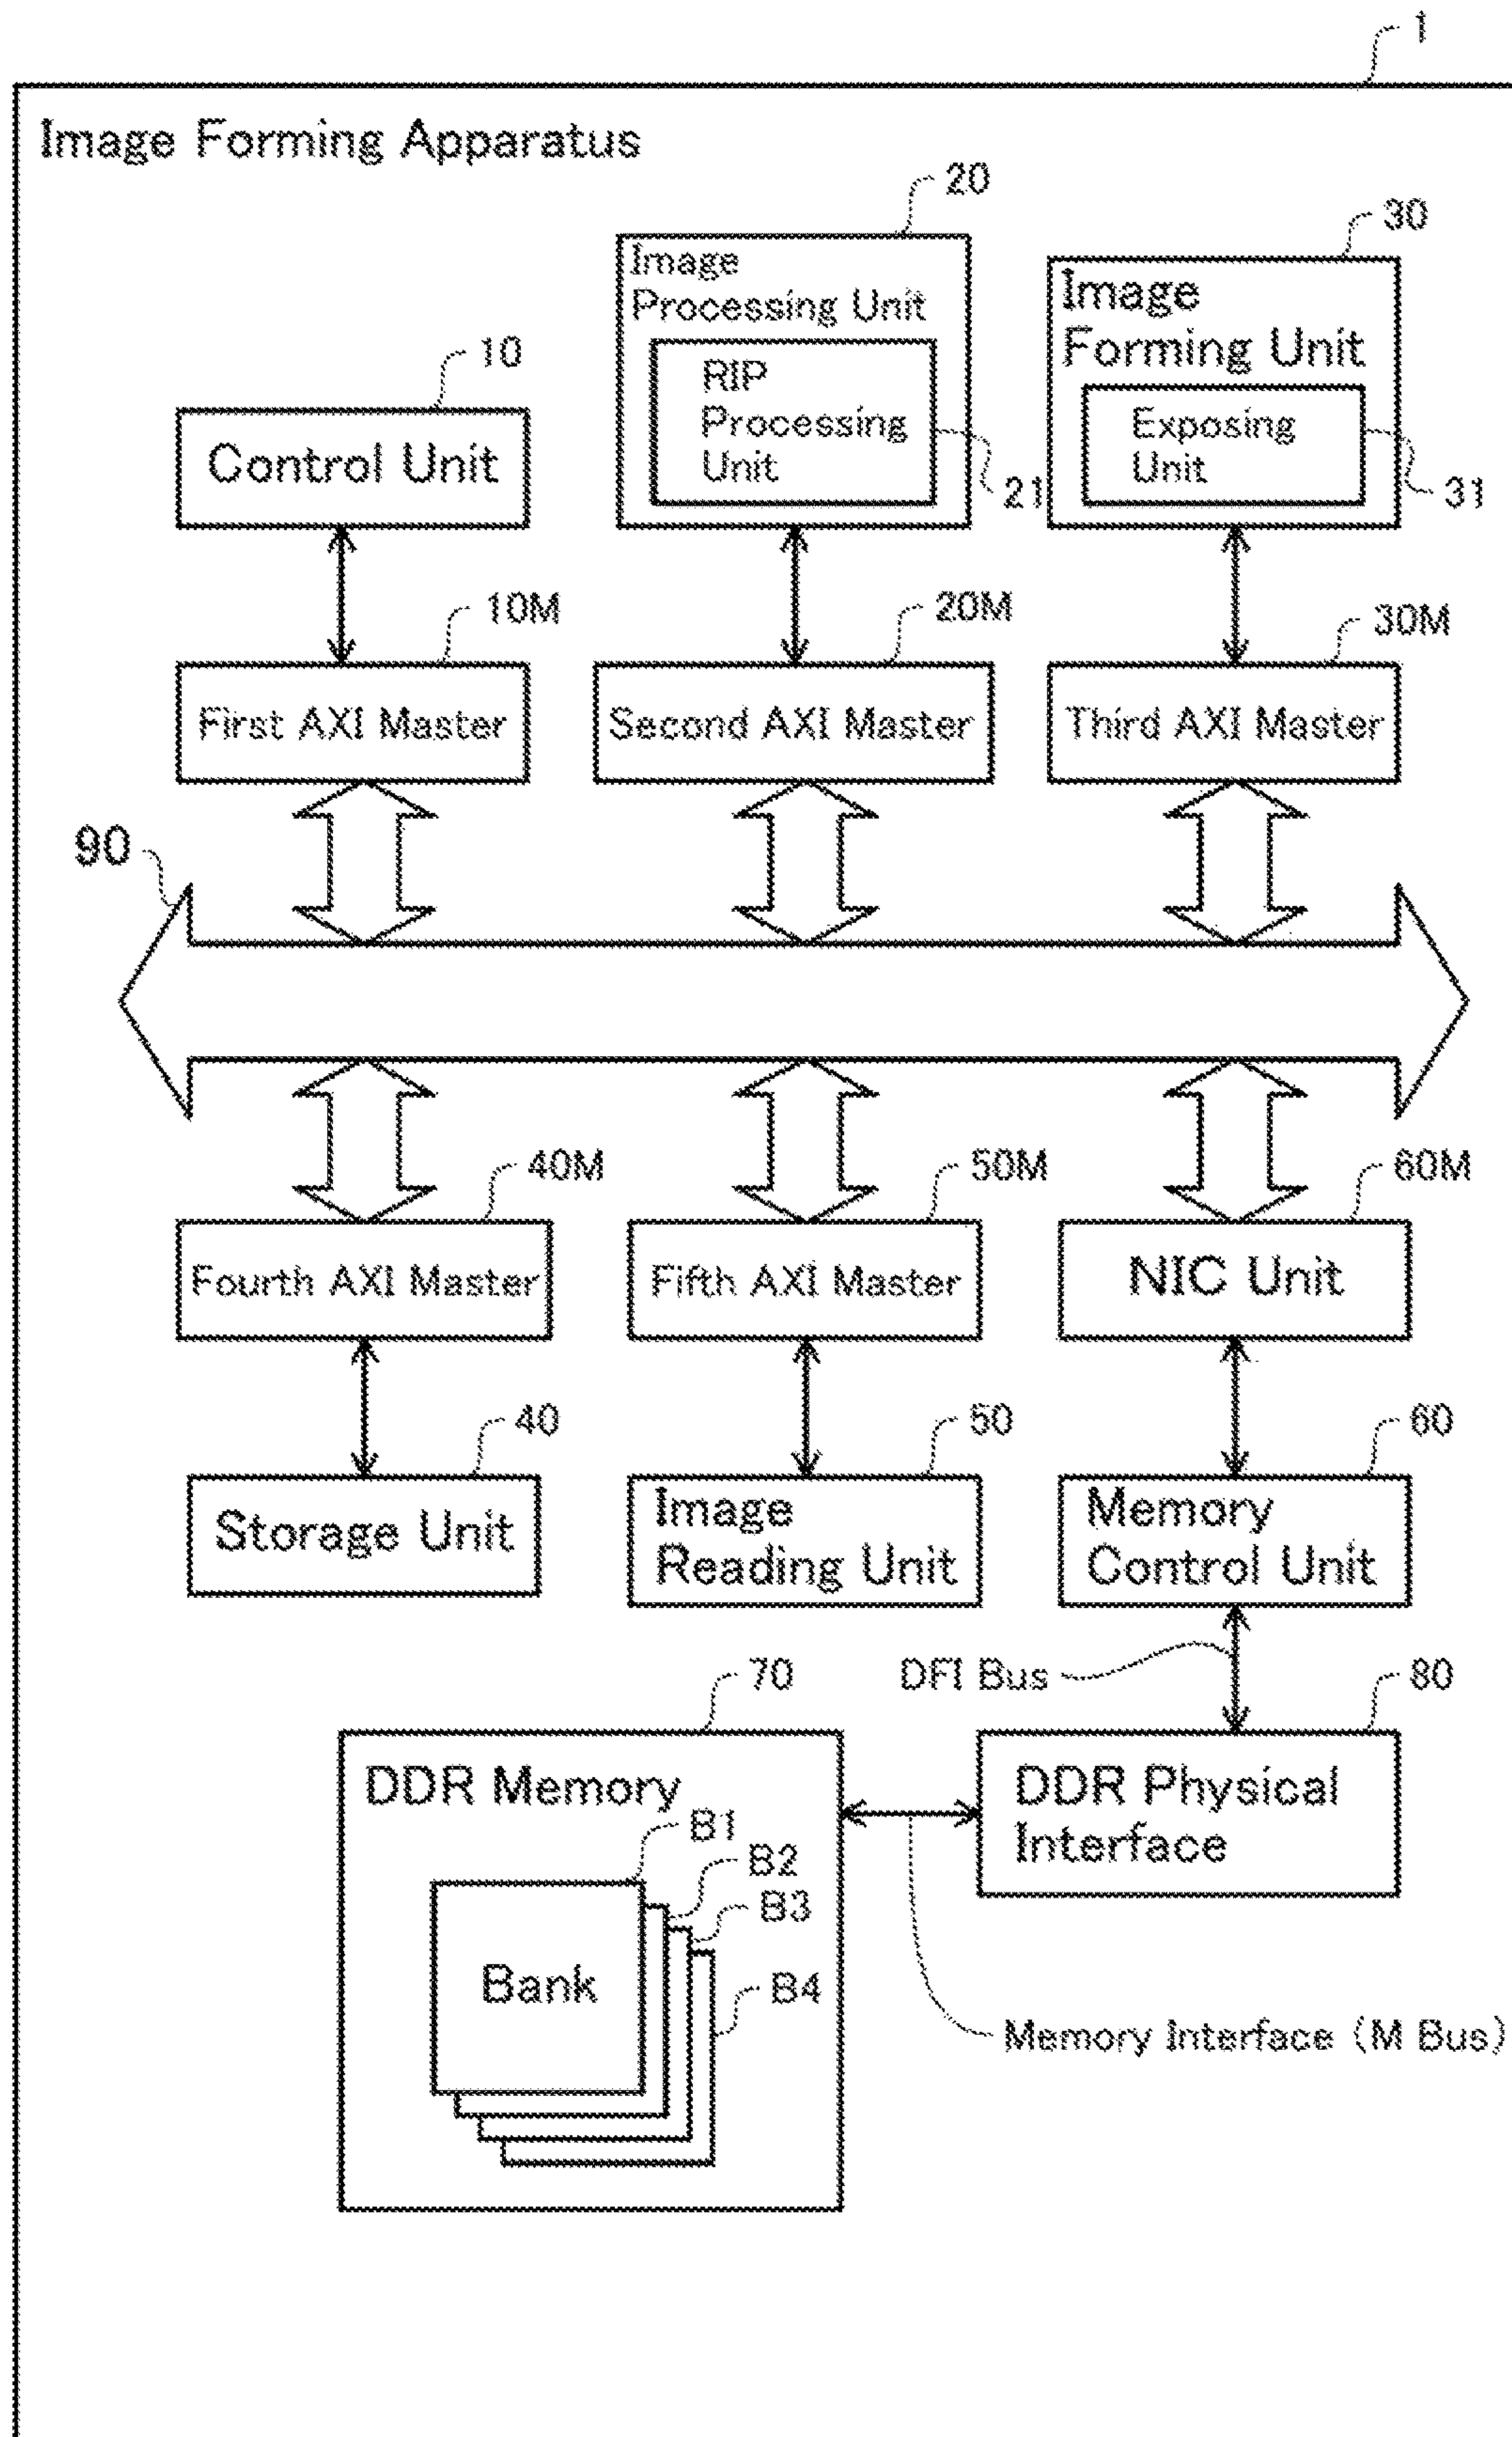 1
Image Forming Apparatus
20
30
Image
Processing Unit
Image
Forming Unit
10
RIP
Processing
Unit
Exposing
Unit
Control Unit
21
31
10M
20M
30M
First AXI Master
Second AXI Master
Third AXI Master
90
40M
50M
60M
Fourth AXI Master
Fifth AXI Master
NIC Unit
40
50
60
Storage Unit
Image
Reading Unit
Memory
Control Unit
DFI Bus
70
80
DDR Memory
DDR Physical
Interface
B1
B2
B3
B4
Bank
Memory Interface (M Bus)